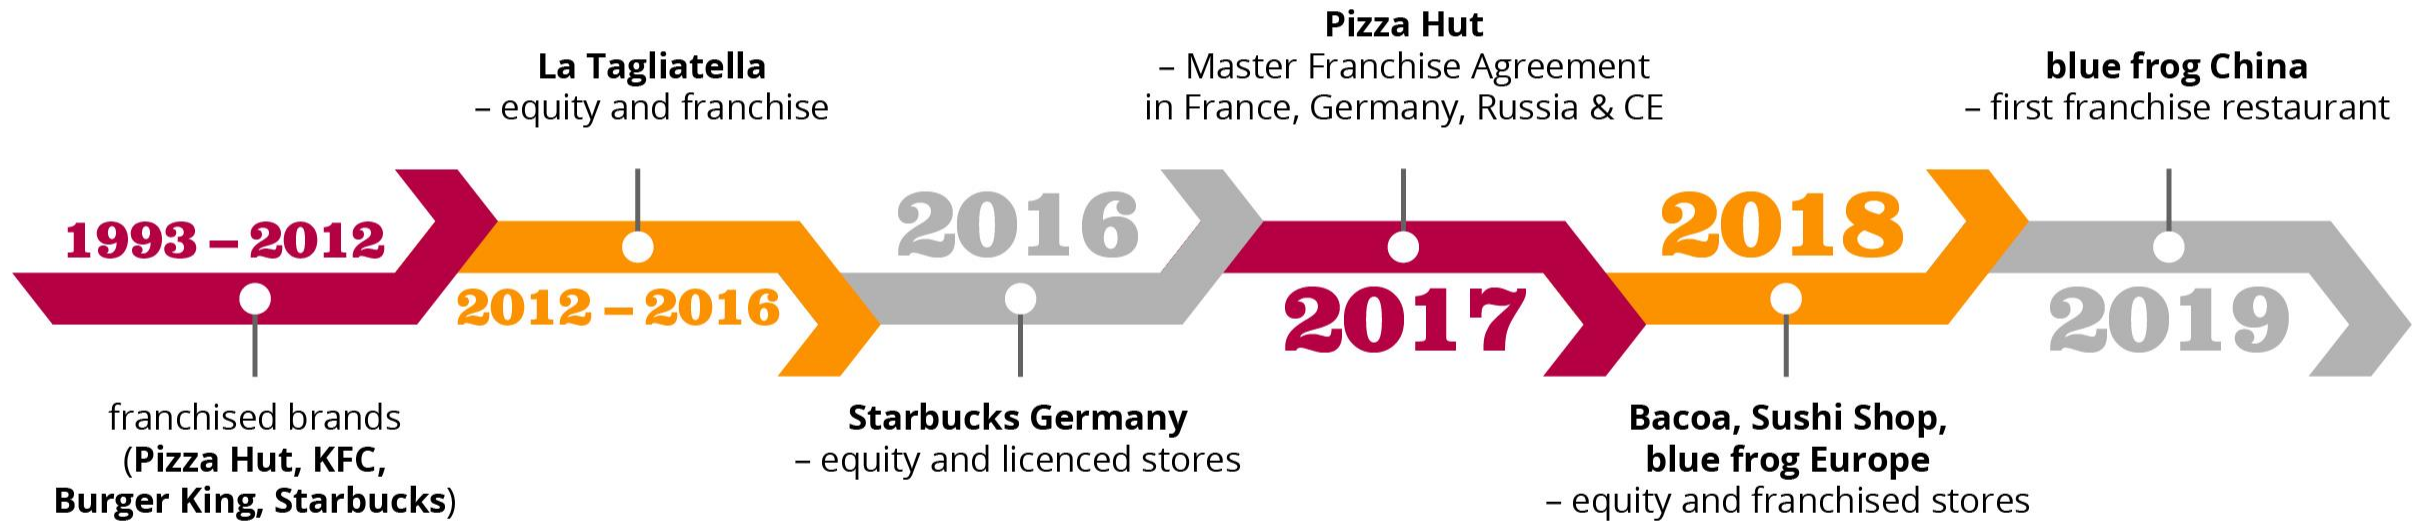 1993 – 2012
franchised brands
(Pizza Hut, KFC,
Burger King, Starbucks)
La Tagliatella
– equity and franchise
2012 – 2016
2016
Starbucks Germany
– equity and licenced stores
Pizza Hut
– Master Franchise Agreement
in France, Germany, Russia & CE
2017
2018
Bacoa, Sushi Shop,
blue frog Europe
– equity and franchised stores
blue frog China
– first franchise restaurant
2019